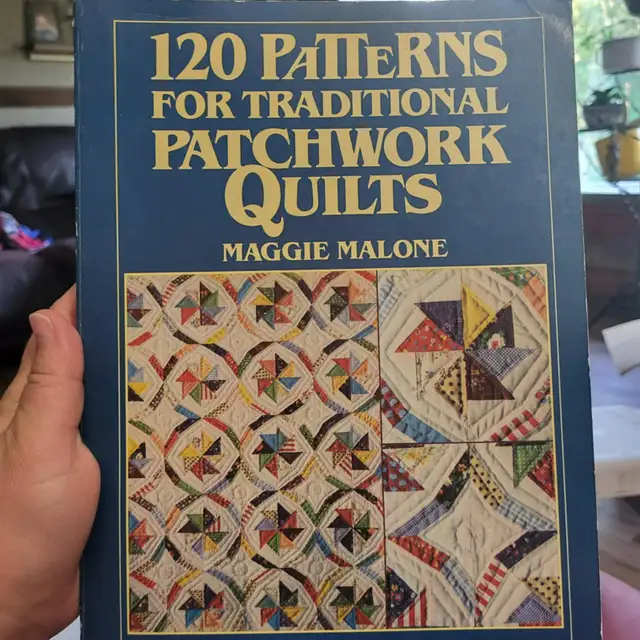 120 PATTERNS
FOR TRADITIONAL
PATCHWORK
QUILTS
MAGGIE MALONE